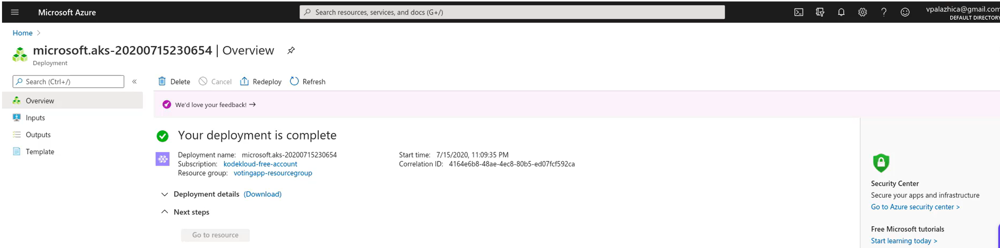 Microsoft Azure
Search resources, services, and docs (G+/)
vpalazhica@gmail.com
DEFAULT DIRECTORY
Home
microsoft.aks-20200715230654 | Overview
Deployment
Search (Ctrl+/)
«
Delete
Cancel
Redeploy
Refresh
Overview
Inputs
Outputs
Template
We'd love your feedback! →
Your deployment is complete
Deployment name: microsoft.aks-20200715230654
Subscription: kodekloud-free-account
Resource group: votingapp-resourcegroup
Start time: 7/15/2020, 11:09:35 PM
Correlation ID: 4164e6b8-48ae-4ec8-80b5-ed07fcf592ca
Deployment details (Download)
Next steps
Go to resource
Security Center
Secure your apps and infrastructure
Go to Azure security center >
Free Microsoft tutorials
Start learning today >